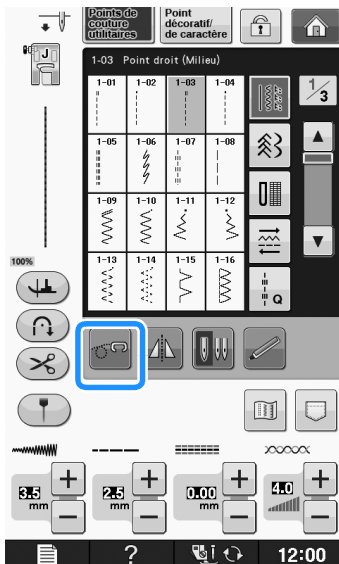 Points de
couture
utilitaires
Point
décoratif/
de caractère
J
1-03 Point droit (Milieu)
1/3
1-01 1-02 1-03 1-04
1-05 1-06 1-07 1-08
1-09 1-10 1-11 1-12
1-13 1-14 1-15 1-16
Q
100%
3.5 mm
2.5 mm
0.00 mm
4.0
? 12:00